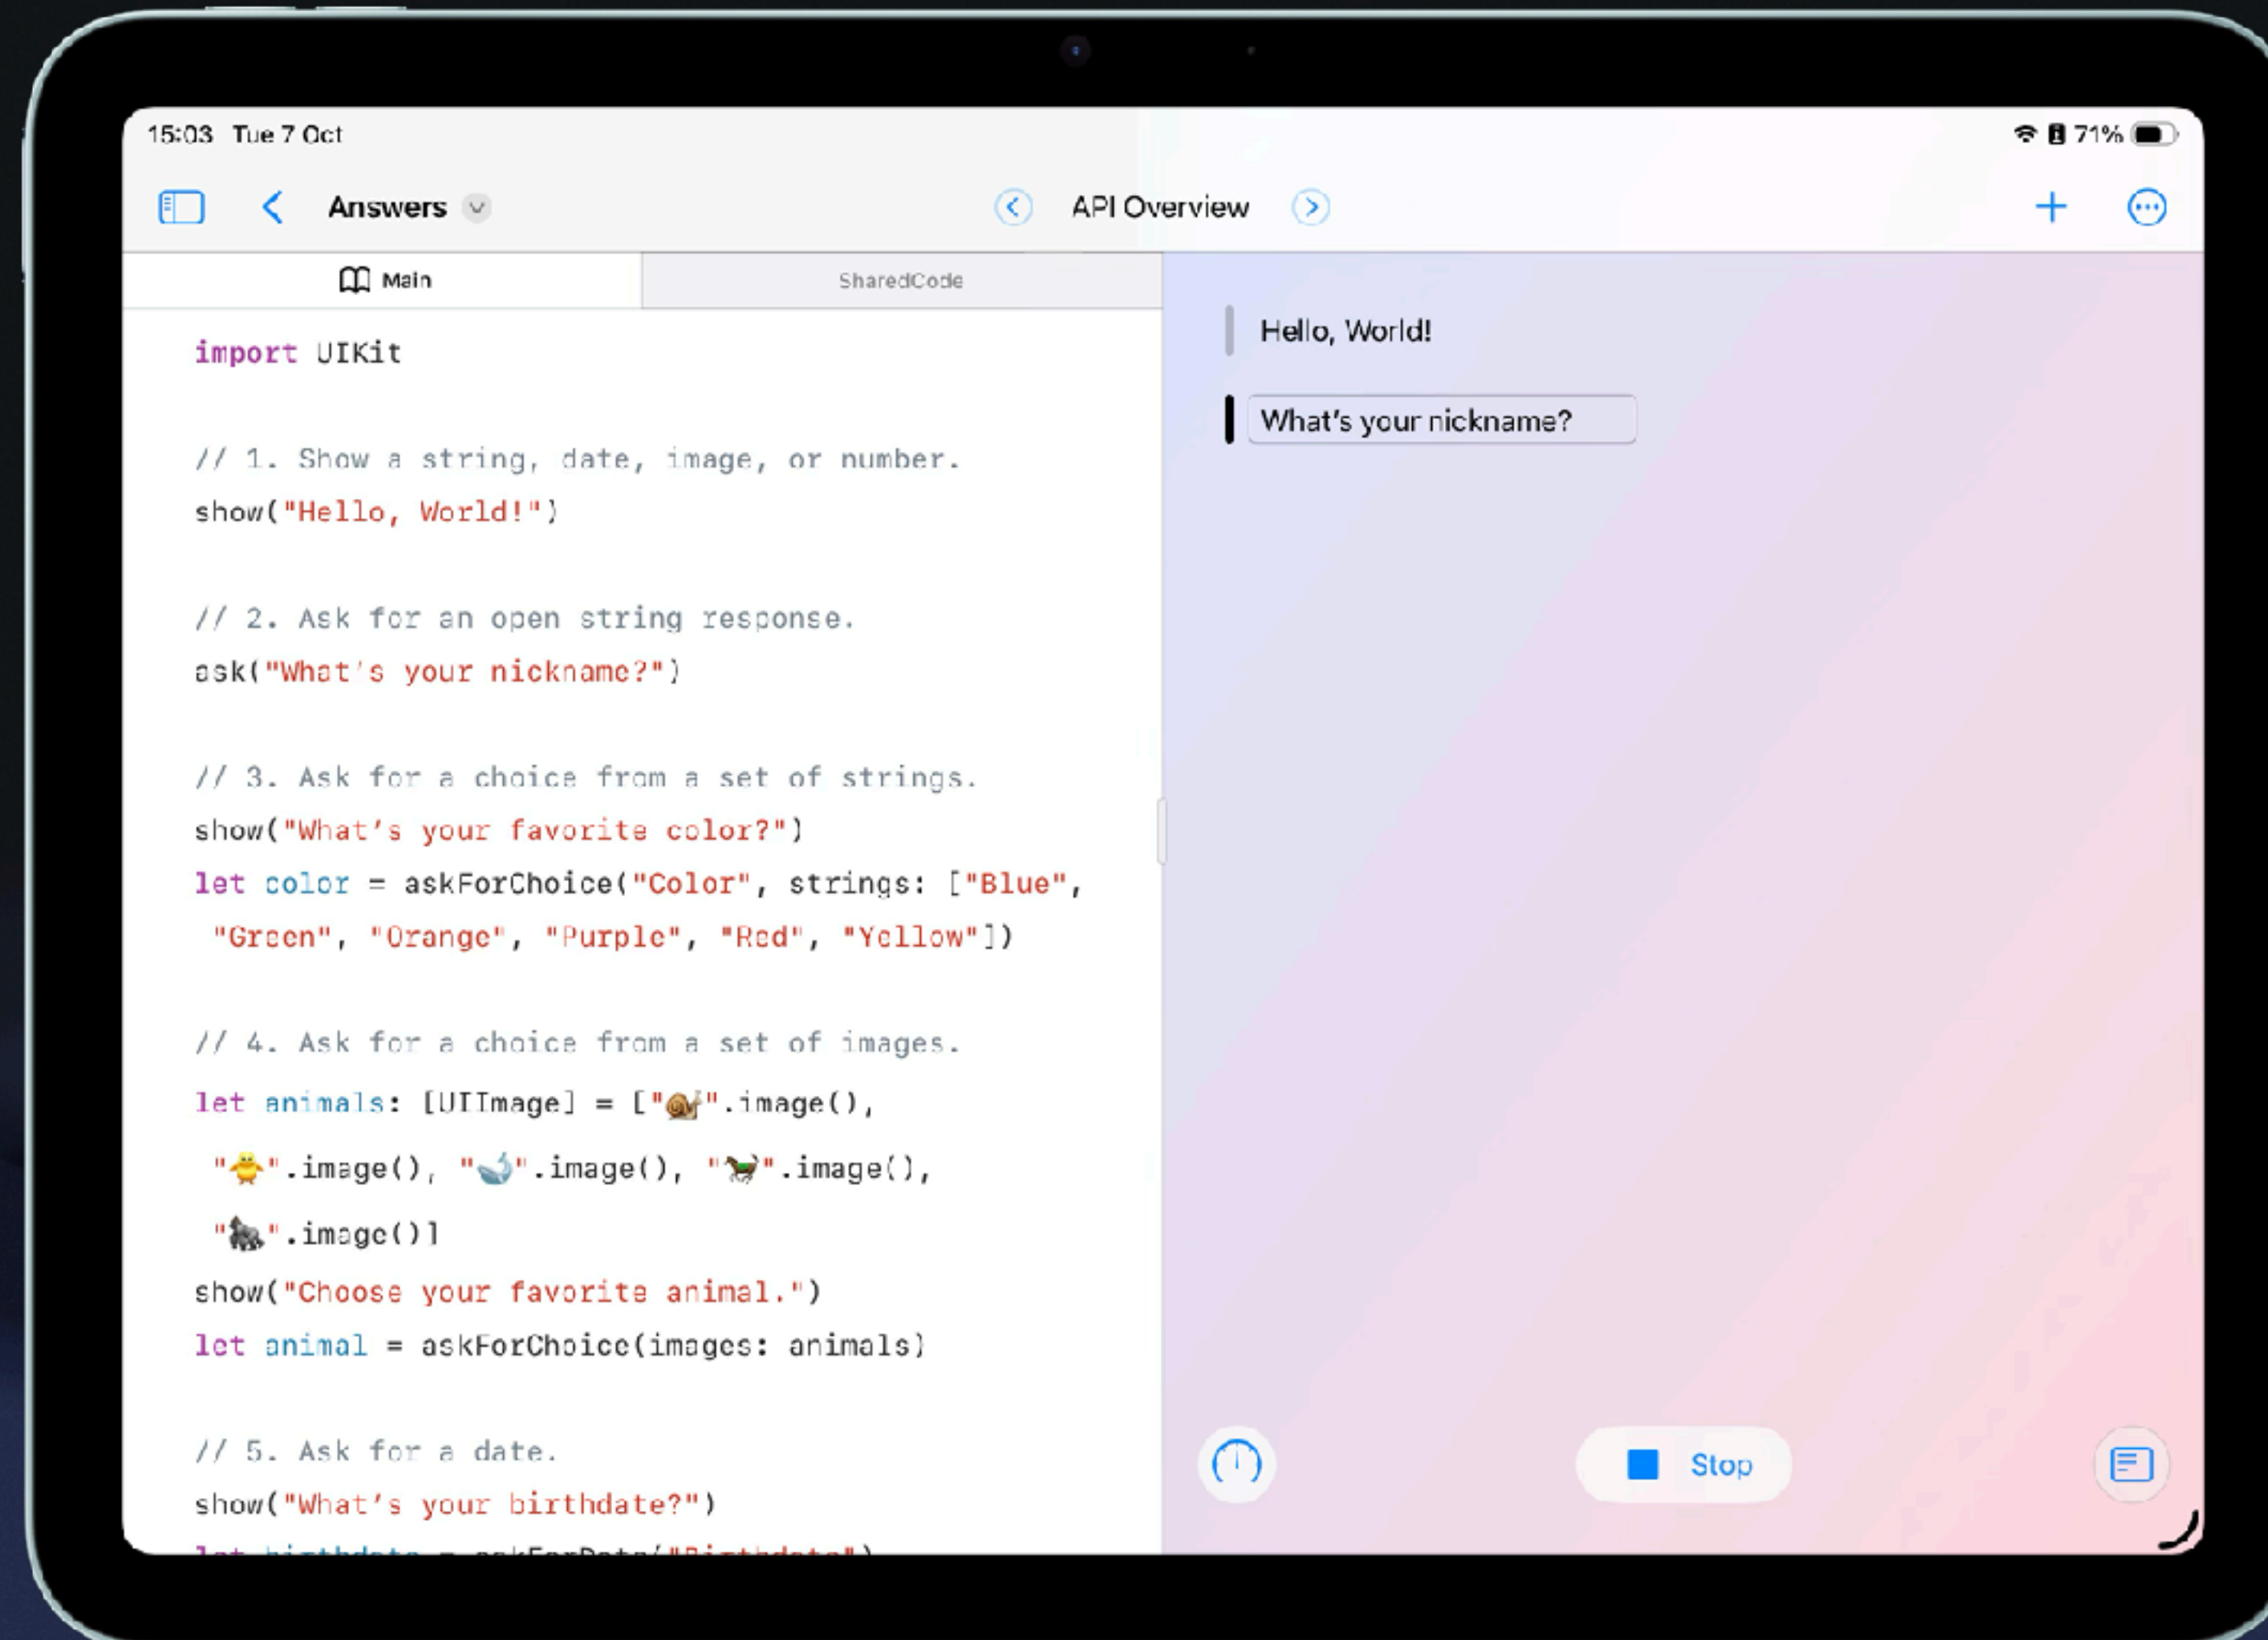 15:03 Tue 7 Oct
71%
Answers
API Overview
Main
SharedCode
import UIKit
// 1. Show a string, date, image, or number.
show("Hello, World!")
// 2. Ask for an open string response.
ask("What's your nickname?")
// 3. Ask for a choice from a set of strings.
show("What’s your favorite color?")
let color = askForChoice("Color", strings: ["Blue",
"Green", "Orange", "Purple", "Red", "Yellow"])
// 4. Ask for a choice from a set of images.
let animals: [UIImage] = ["🐌".image(),
"🐥".image(), "🐋".image(), "🐎".image(),
"🦍".image()]
show("Choose your favorite animal.")
let animal = askForChoice(images: animals)
// 5. Ask for a date.
show("What’s your birthdate?")
let birthdate = askForDate("Birthdate")
Hello, World!
What’s your nickname?
Stop